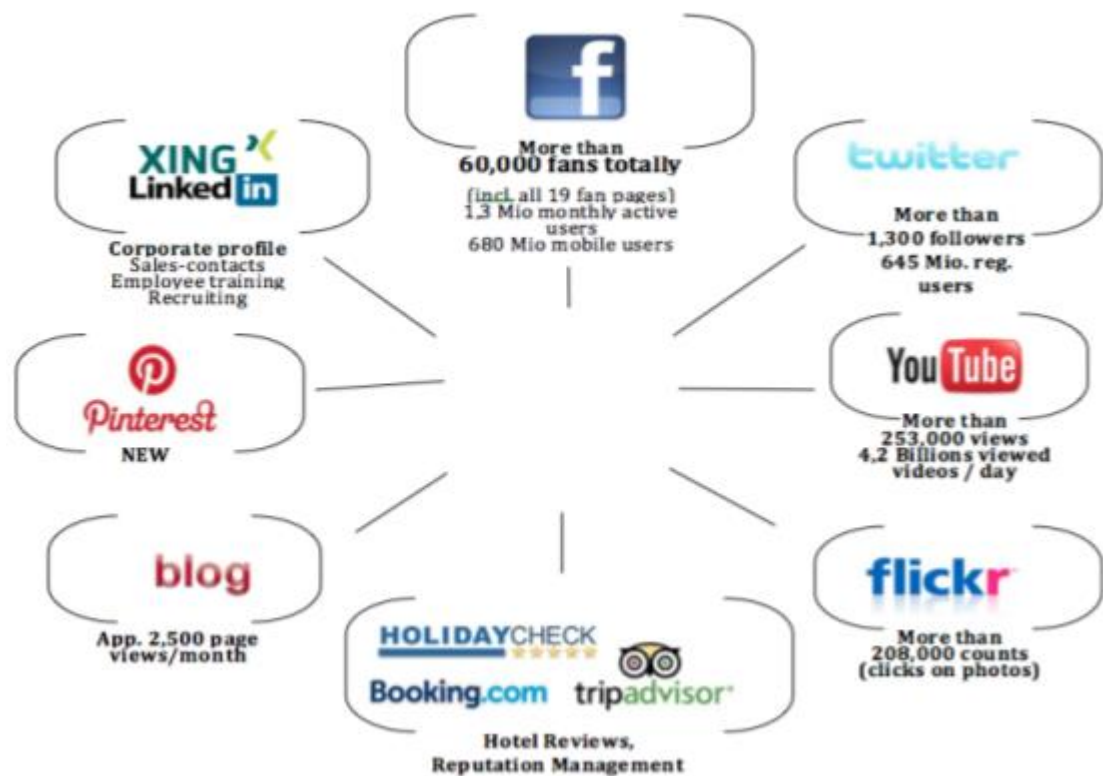 f
More than
60,000 fans totally
(incl. all 19 fan pages)
1,3 Mio monthly active
users
680 Mio mobile users
XING
Linked in
Corporate profile
Sales-contacts
Employee training
Recruiting
twitter
More than
1,300 followers
645 Mio. reg.
users
Pinterest
NEW
You Tube
More than
253,000 views
4,2 Billions viewed
videos / day
blog
App. 2,500 page
views/month
HOLIDAYCHECK
Booking.com tripadvisor
Hotel Reviews,
Reputation Management
flickr
More than
208,000 counts
(clicks on photos)